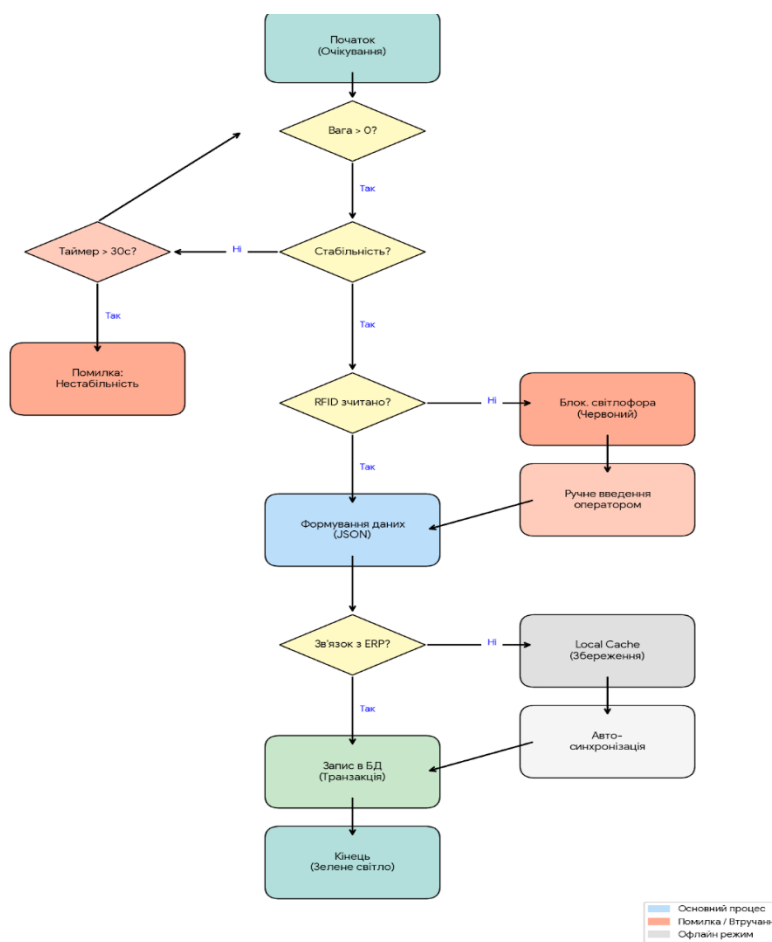 Початок
(Очікування)
Вага > 0?
Так
Таймер > 30с?
Ні
Стабільність?
Так
Так
Помилка:
Нестабільність
RFID зчитано?
Ні
Блок. світлофора
(Червоний)
Так
Ручне введення
оператором
Формування даних
(JSON)
Зв'язок з ERP?
Ні
Local Cache
(Збереження)
Так
Авто-
синхронізація
Запис в БД
(Транзакція)
Кінець
(Зелене світло)
Основний процес
Помилка / Втручан
Офлайн режим